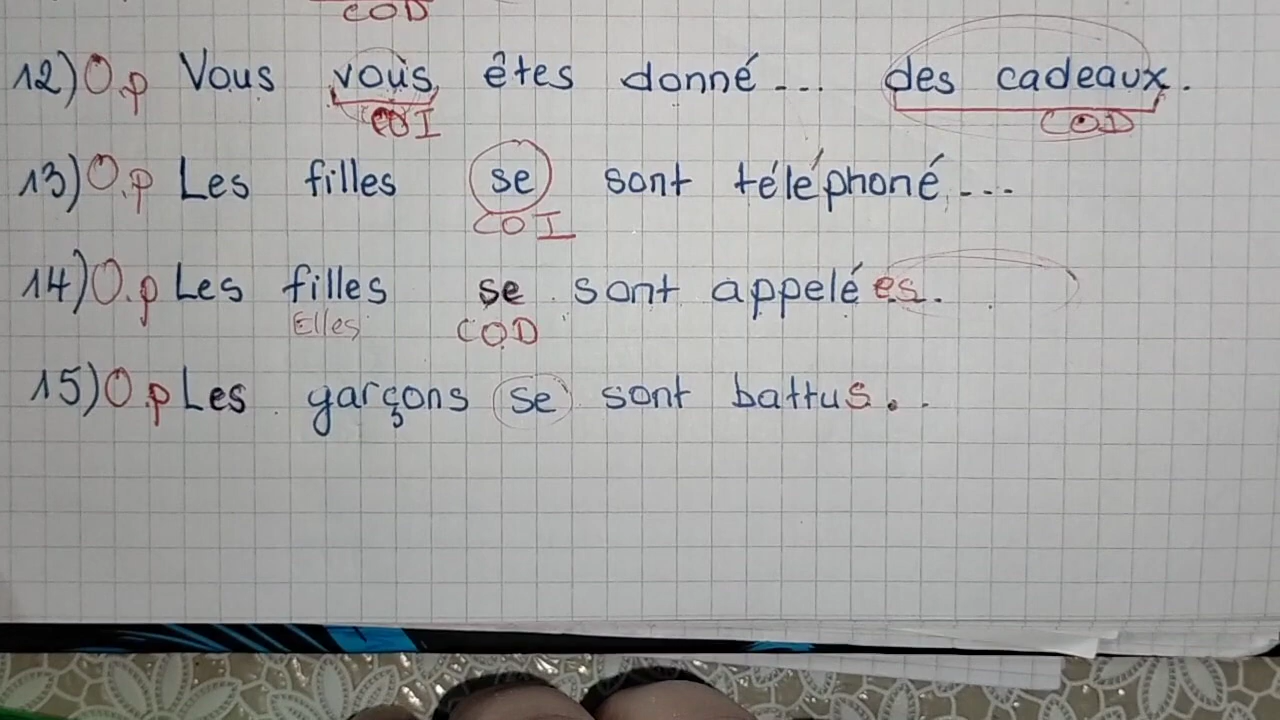 COD
12) O.p Vous vous êtes donné... des cadeaux.
COI COD
13) O.p Les filles se sont téléphoné...
COI
14) O.p Les filles se sont appelées.
Elles COD
15) O.p Les garçons se sont battus..